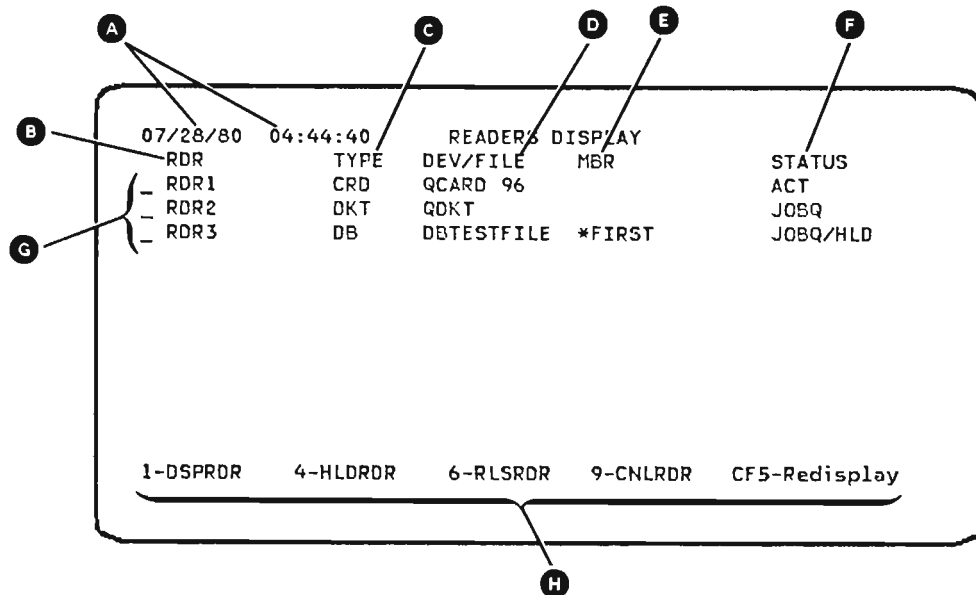 A C D E F
07/28/80 04:44:40 READERS DISPLAY
B RDR TYPE DEV/FILE MBR STATUS
_ RDR1 CRD QCARD 96 ACT
_ RDR2 DKT QDKT JOBQ
G _ RDR3 DB DBTESTFILE *FIRST JOBQ/HLD
1-DSPRDR 4-HLDRDR 6-RLSRDR 9-CNLRDR CF5-Redisplay
H